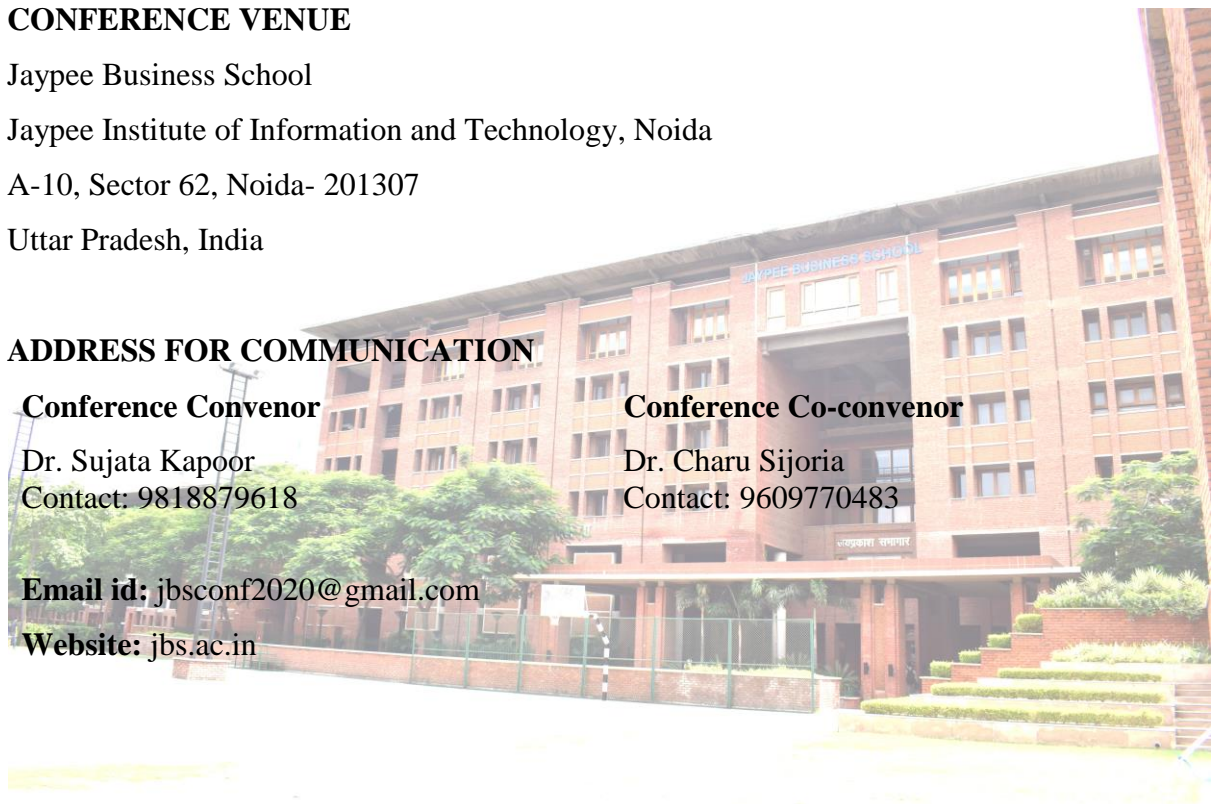 CONFERENCE VENUE
Jaypee Business School
Jaypee Institute of Information and Technology, Noida
A-10, Sector 62, Noida- 201307
Uttar Pradesh, India
JAYPEE BUSINESS SCHOOL
ADDRESS FOR COMMUNICATION
Conference Convenor
Dr. Sujata Kapoor
Contact: 9818879618
Conference Co-convenor
Dr. Charu Sijoria
Contact: 9609770483
सभागार
Email id: jbsconf2020@gmail.com
Website: jbs.ac.in